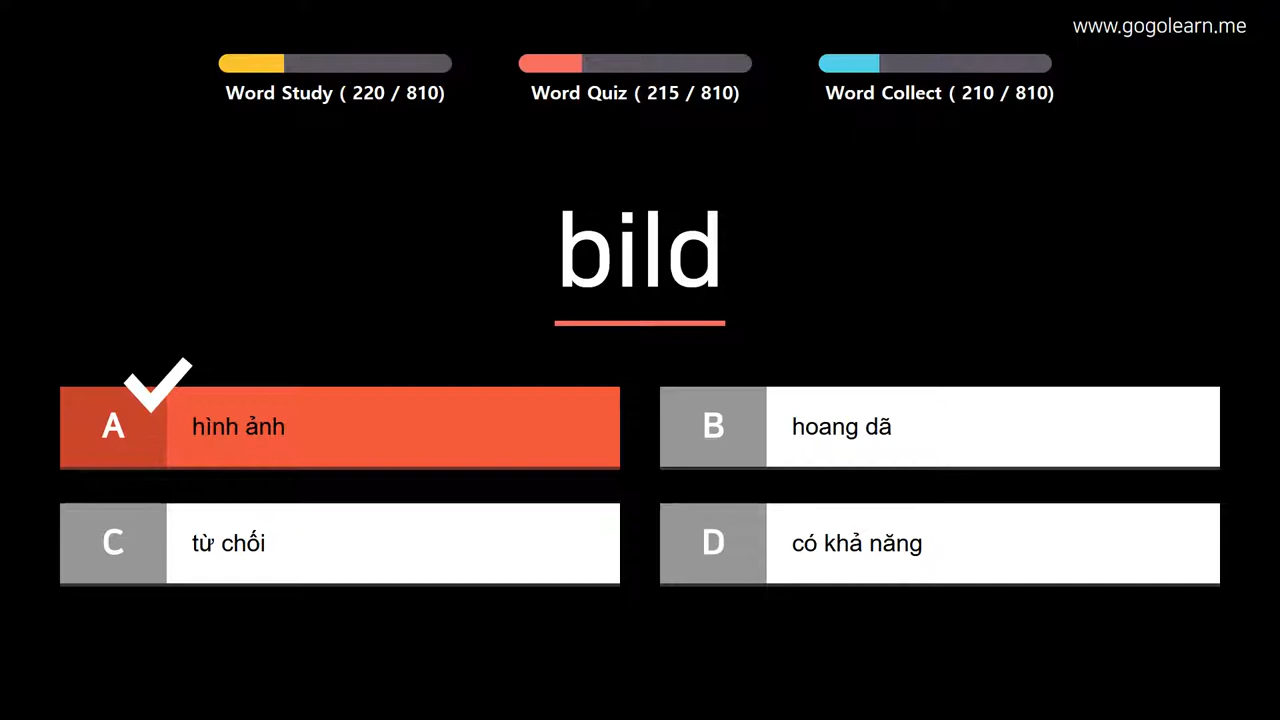 www.gogolearn.me
Word Study ( 220 / 810)
Word Quiz ( 215 / 810)
Word Collect ( 210 / 810)
bild
A hình ảnh
B hoang dã
C từ chối
D có khả năng